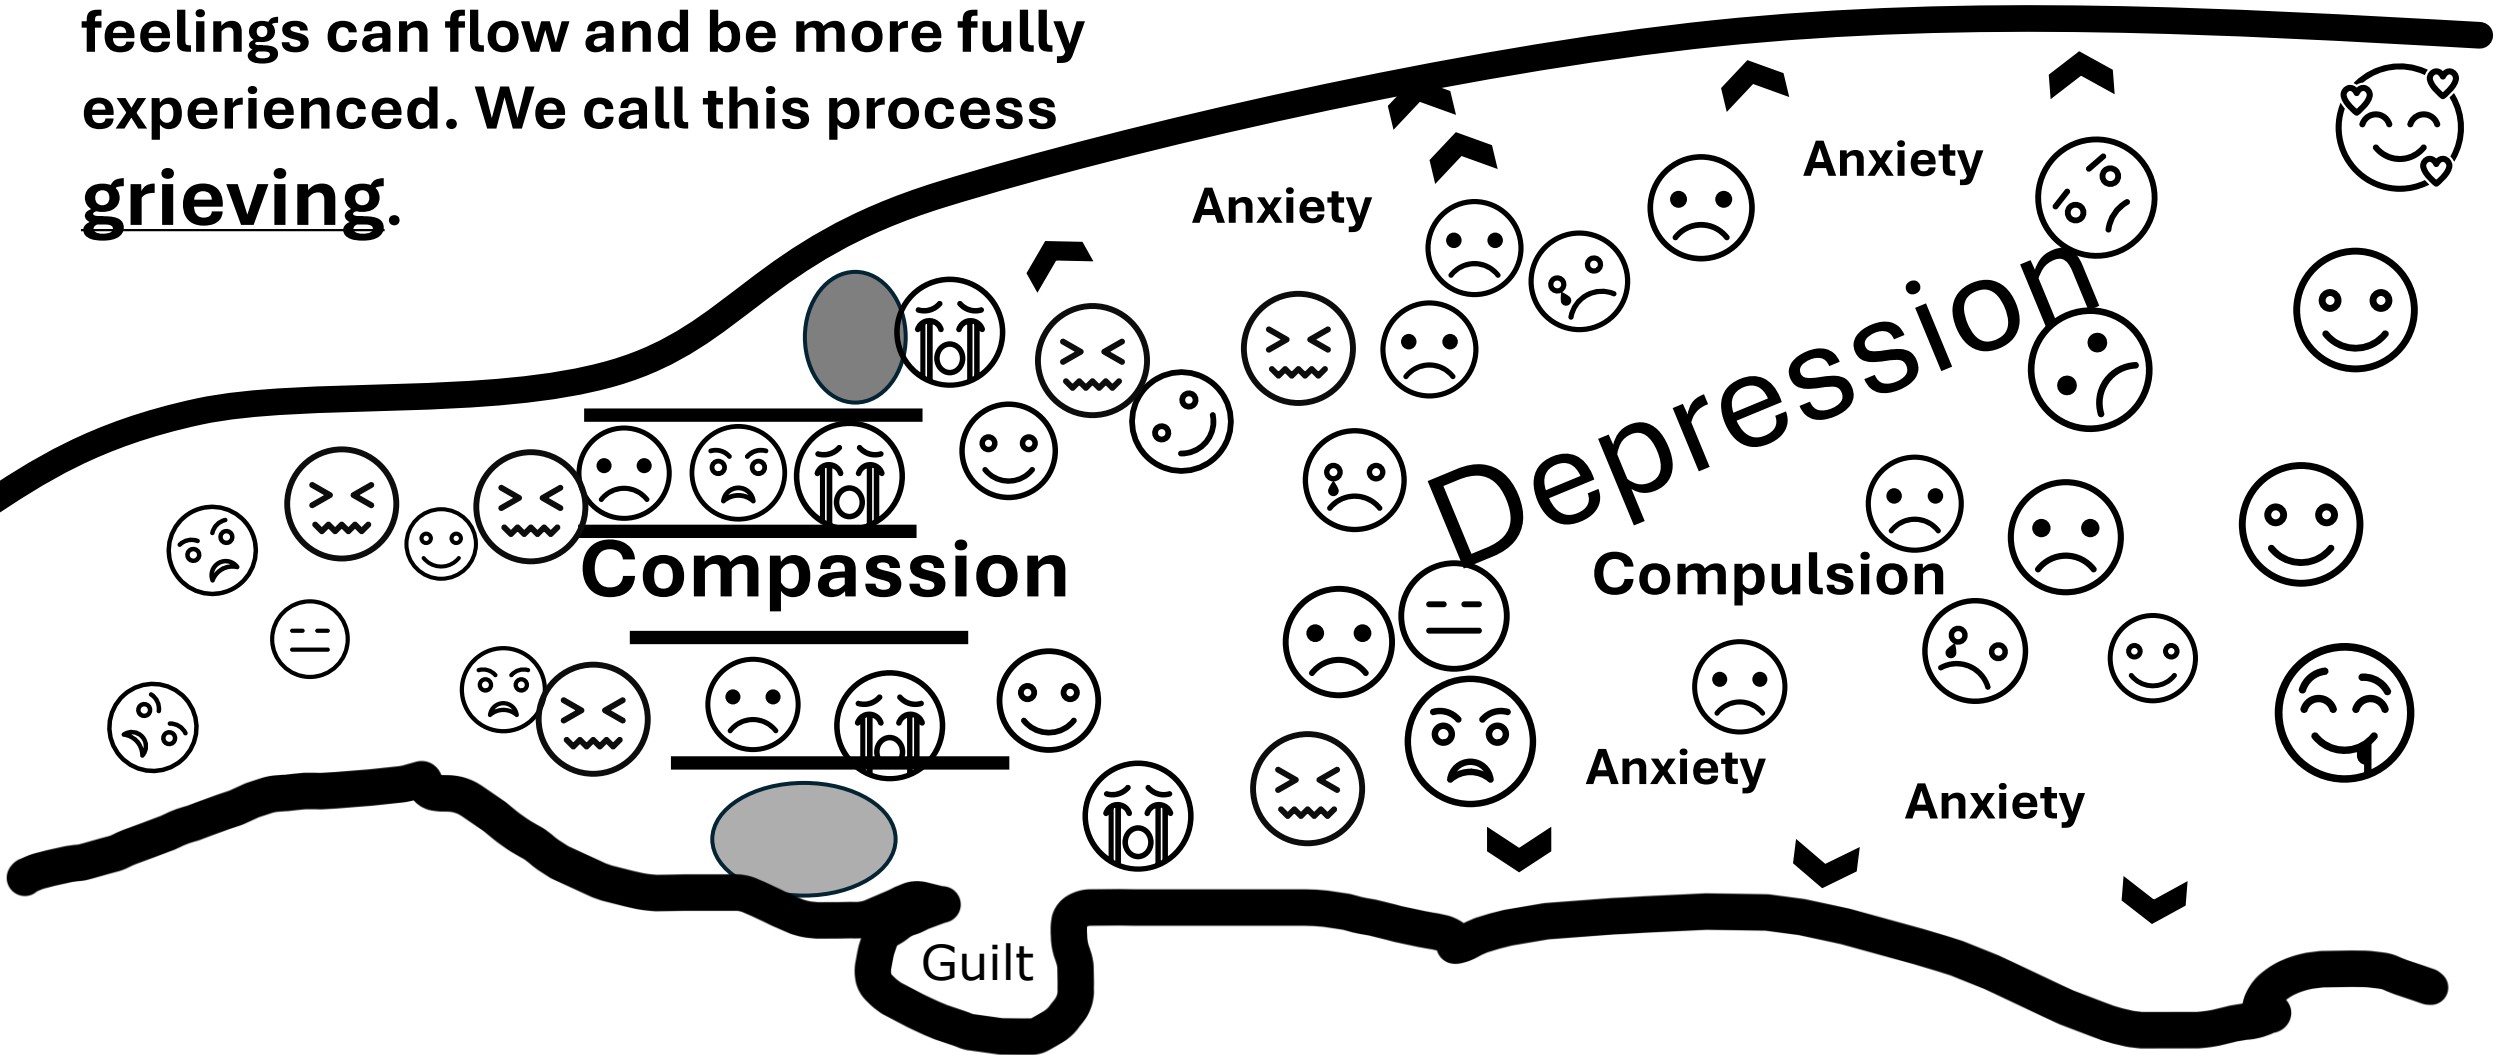 feelings can flow and be more fully
experienced. We call this process
grieving.
Anxiety
Anxiety
Depression
Compassion
Compulsion
Anxiety
Anxiety
Guilt